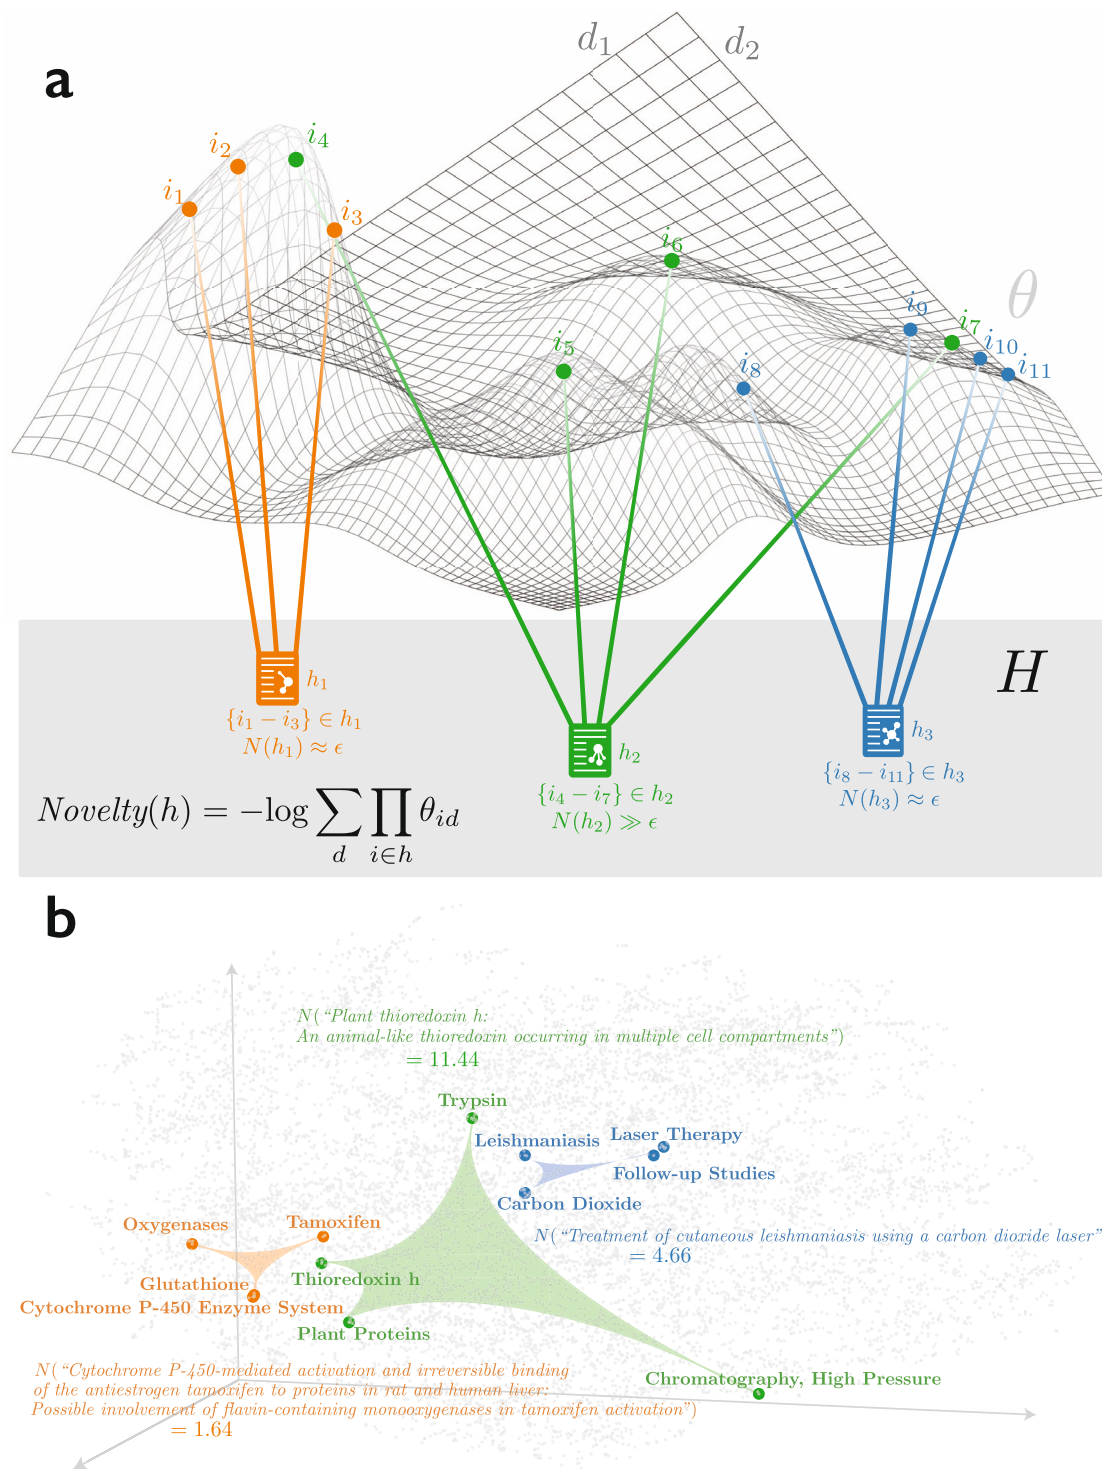 a
d₁
d₂
i₁
i₂
i₄
i₃
i₆
θ
i₅
i₈
i₉
i₇
i₁₀
i₁₁
H
h₁
{i₁ − i₃} ∈ h₁
N(h₁) ≈ ϵ
h₂
{i₄ − i₇} ∈ h₂
N(h₂) ≫ ϵ
h₃
{i₈ − i₁₁} ∈ h₃
N(h₃) ≈ ϵ
Novelty(h) = −log ∑ ∏ θ_id
d i∈h
b
N(“Plant thioredoxin h:
An animal-like thioredoxin occurring in multiple cell compartments”)
= 11.44
Trypsin
Leishmaniasis
Laser Therapy
Follow-up Studies
Carbon Dioxide
N(“Treatment of cutaneous leishmaniasis using a carbon dioxide laser”
= 4.66
Oxygenases
Tamoxifen
Thioredoxin h
Glutathione
Cytochrome P-450 Enzyme System
Plant Proteins
Chromatography, High Pressure
N(“Cytochrome P-450-mediated activation and irreversible binding
of the antiestrogen tamoxifen to proteins in rat and human liver:
Possible involvement of flavin-containing monooxygenases in tamoxifen activation”)
= 1.64